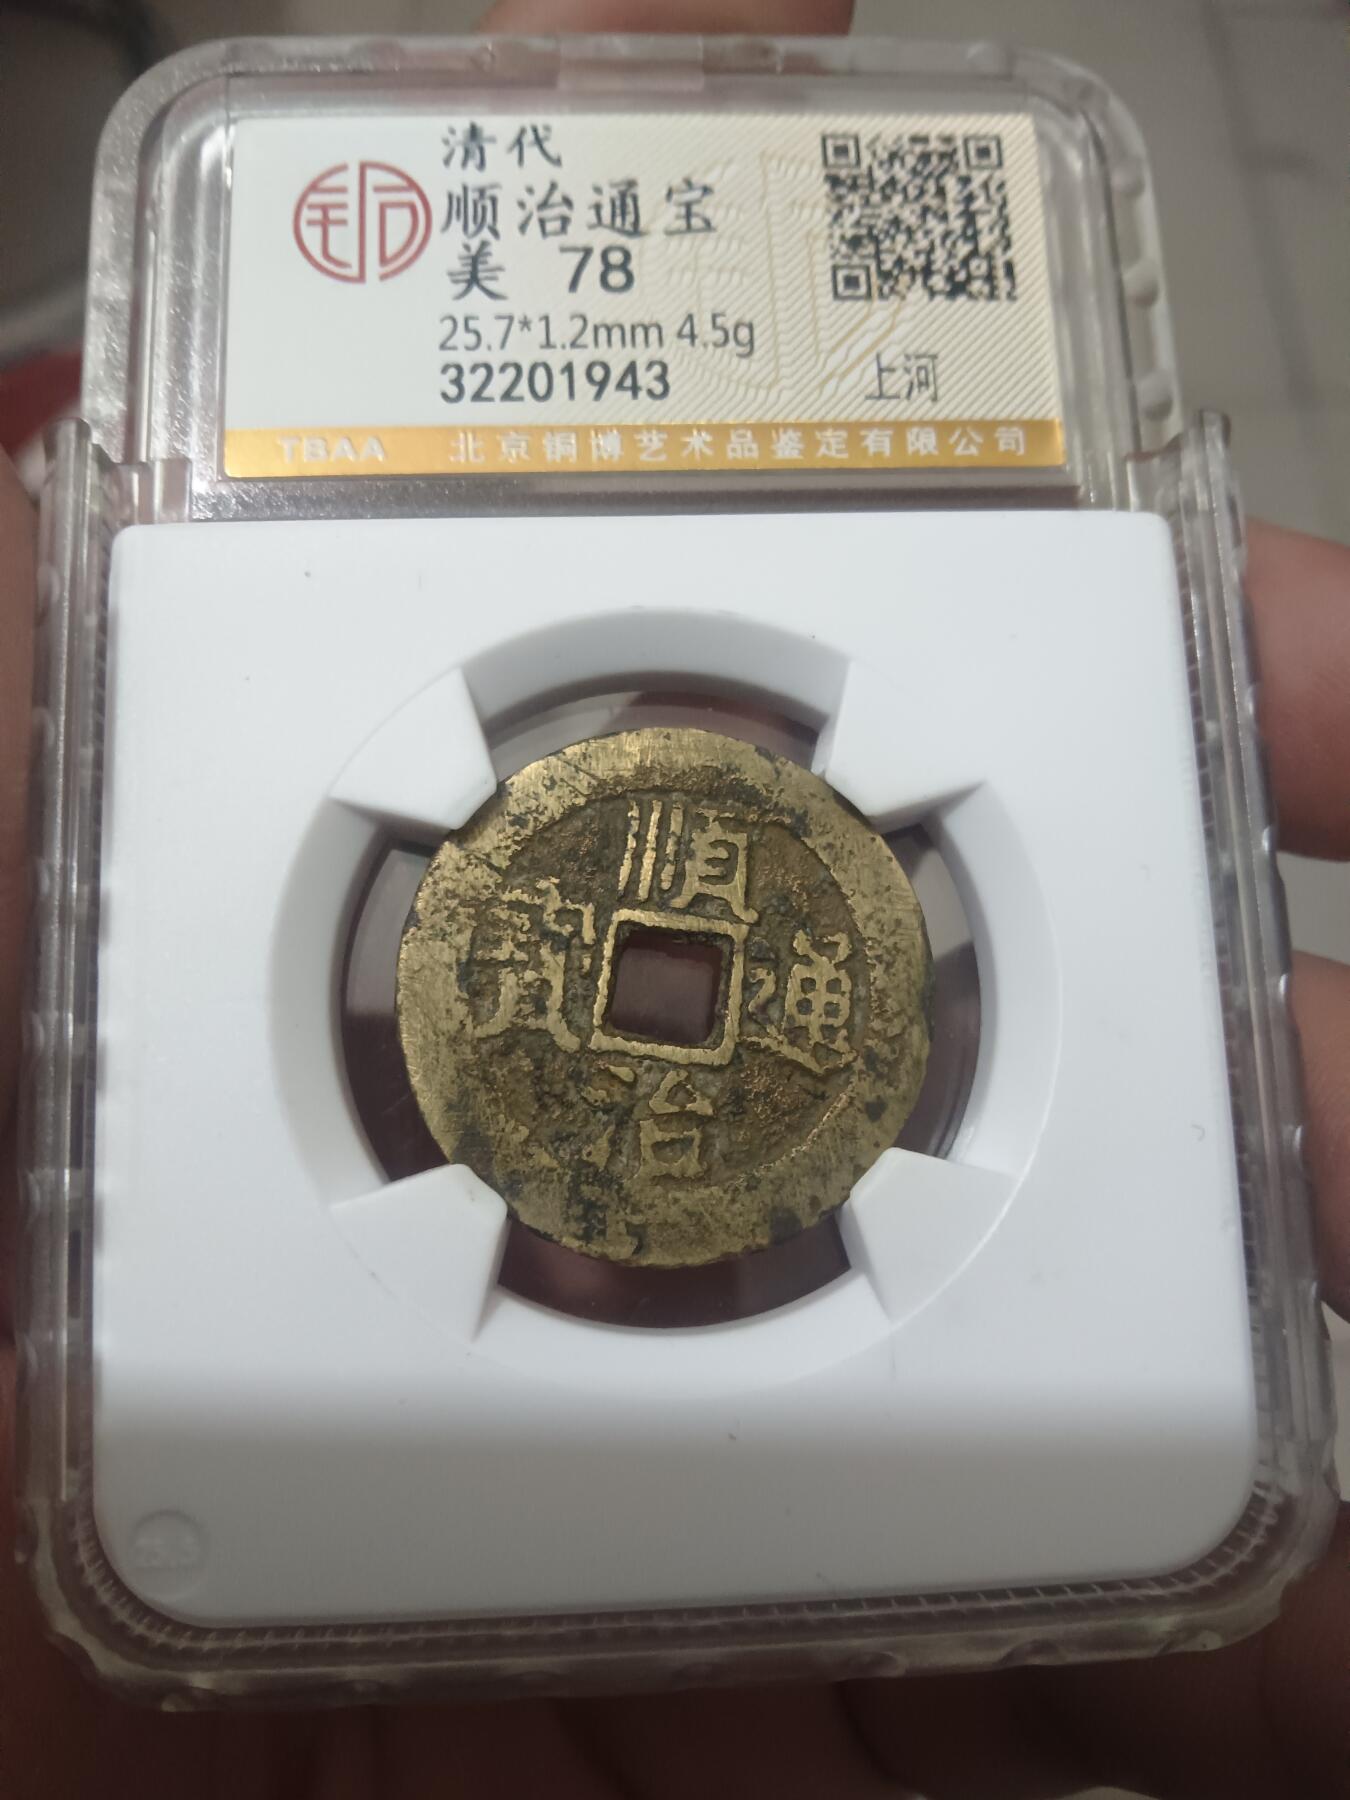 清代
顺治通宝
美 78
25.7*1.2mm 4.5g
32201943
上河
TBAA 北京铜博艺术品鉴定有限公司
順
寳 通
治